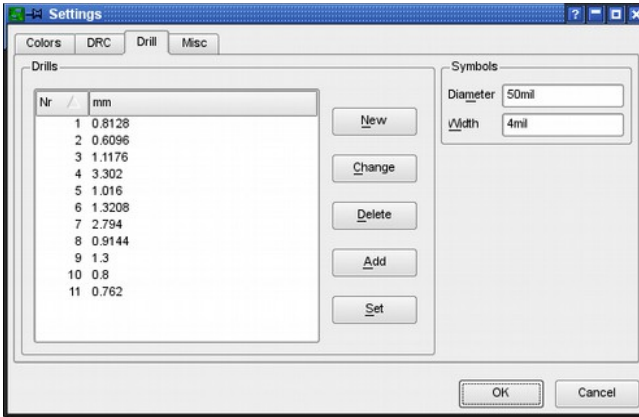 Settings
Colors DRC Drill Misc
Drills
Nr mm
1 0.8128
2 0.6096
3 1.1176
4 3.302
5 1.016
6 1.3208
7 2.794
8 0.9144
9 1.3
10 0.8
11 0.762
New
Change
Delete
Add
Set
Symbols
Diameter 50mil
Width 4mil
OK Cancel